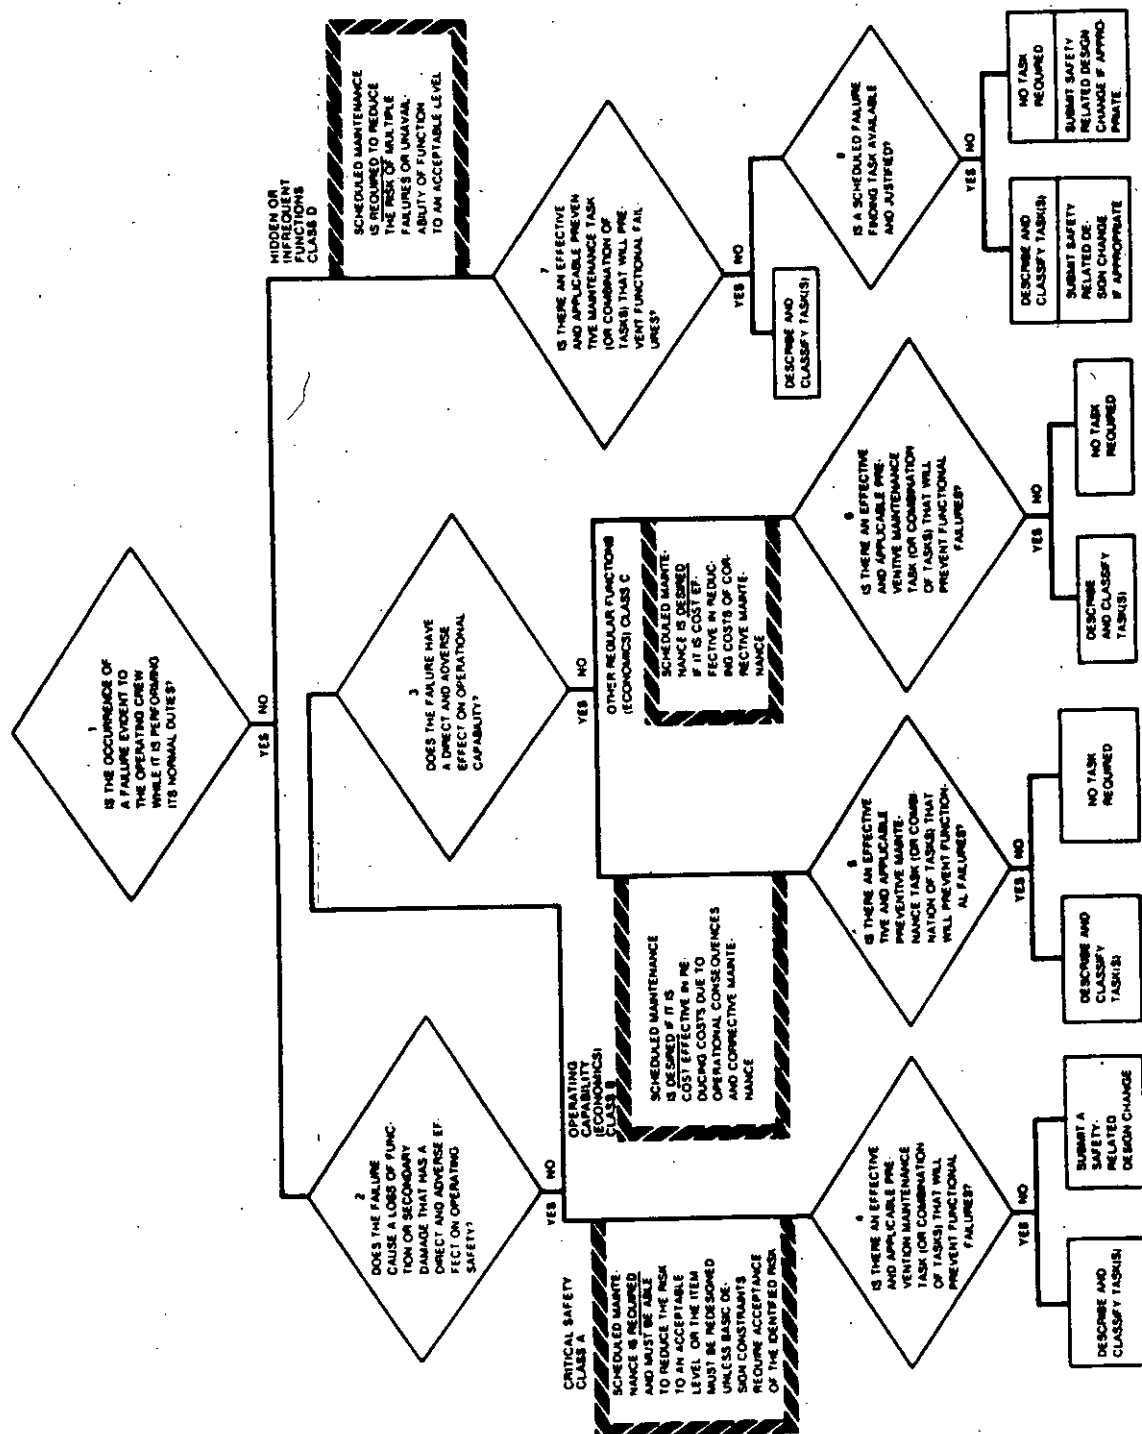 1
IS THE OCCURRENCE OF
A FAILURE EVIDENT TO
THE OPERATING CREW
WHILE IT IS PERFORMING
ITS NORMAL DUTIES?
YES NO
2
DOES THE FAILURE
CAUSE A LOSS OF FUNC-
TION OR SECONDARY
DAMAGE THAT HAS A
DIRECT AND ADVERSE EF-
FECT ON OPERATING
SAFETY?
YES NO
3
DOES THE FAILURE HAVE
A DIRECT AND ADVERSE
EFFECT ON OPERATIONAL
CAPABILITY?
YES NO
HIDDEN OR
INFREQUENT
FUNCTIONS
CLASS D
SCHEDULED MAINTENANCE
IS REQUIRED TO REDUCE
THE RISK OF MULTIPLE
FAILURES OR UNAVAIL-
ABILITY OF FUNCTION
TO AN ACCEPTABLE LEVEL
CRITICAL SAFETY
CLASS A
SCHEDULED MAINTE-
NANCE IS REQUIRED
AND MUST BE ABLE
TO REDUCE THE RISK
TO AN ACCEPTABLE
LEVEL OR THE ITEM
MUST BE REDESIGNED
UNLESS BASIC DE-
SIGN CONSTRAINTS
REQUIRE ACCEPTANCE
OF THE IDENTIFIED RISK
OPERATING
CAPABILITY
(ECONOMICS)
CLASS B
SCHEDULED MAINTENANCE
IS DESIRED IF IT IS
COST EFFECTIVE IN RE-
DUCING COSTS DUE TO
OPERATIONAL CONSEQUENCES
AND CORRECTIVE MAINTE-
NANCE
OTHER REGULAR FUNCTIONS
(ECONOMICS) CLASS C
SCHEDULED MAINTE-
NANCE IS DESIRED
IF IT IS COST EF-
FECTIVE IN REDUC-
ING COSTS OF COR-
RECTIVE MAINTE-
NANCE
4
IS THERE AN EFFECTIVE
AND APPLICABLE PRE-
VENTION MAINTENANCE
TASK (OR COMBINATION
OF TASKS) THAT WILL
PREVENT FUNCTIONAL
FAILURES?
YES NO
DESCRIBE AND
CLASSIFY TASK(S)
SUBMIT A
SAFETY-
RELATED
DESIGN CHANGE
5
IS THERE AN EFFEC-
TIVE AND APPLICABLE
PREVENTIVE MAINTE-
NANCE TASK (OR COMBI-
NATION OF TASKS) THAT
WILL PREVENT FUNCTION-
AL FAILURES?
YES NO
DESCRIBE AND
CLASSIFY
TASK(S)
NO TASK
REQUIRED
6
IS THERE AN EFFECTIVE
AND APPLICABLE PRE-
VENTIVE MAINTENANCE
TASK (OR COMBINATION
OF TASKS) THAT WILL
PREVENT FUNCTIONAL
FAILURES?
YES NO
DESCRIBE
AND CLASSIFY
TASK(S)
NO TASK
REQUIRED
7
IS THERE AN EFFECTIVE
AND APPLICABLE PREVEN
TIVE MAINTENANCE TASK
(OR COMBINATION OF
TASKS) THAT WILL PRE-
VENT FUNCTIONAL FAIL-
URES?
YES NO
DESCRIBE AND
CLASSIFY TASK(S)
8
IS A SCHEDULED FAILURE
FINDING TASK AVAILABLE
AND JUSTIFIED?
YES NO
DESCRIBE AND
CLASSIFY TASK(S)
SUBMIT SAFETY
RELATED DE-
SIGN CHANGE
IF APPROPRIATE
NO TASK
REQUIRED
SUBMIT SAFETY
RELATED DESIGN
CHANGE IF APPRO-
PRIATE